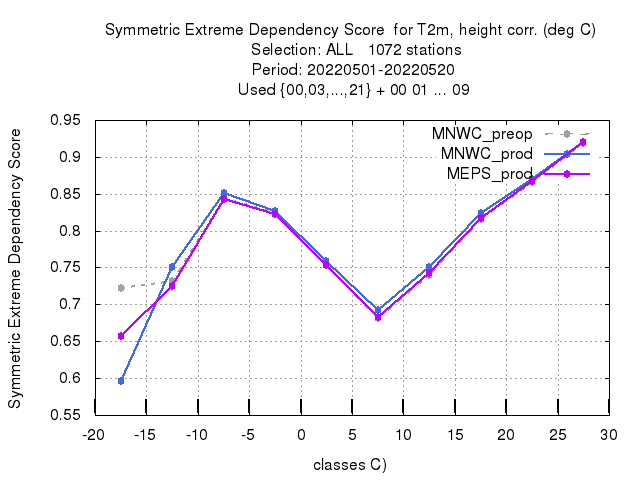 Symmetric Extreme Dependency Score  for T2m, height corr. (deg C)
Selection: ALL   1072 stations
Period: 20220501-20220520
Used {00,03,...,21} + 00 01 ... 09
MNWC_preop
MNWC_prod
MEPS_prod
Symmetric Extreme Dependency Score
0.95
0.9
0.85
0.8
0.75
0.7
0.65
0.6
0.55
-20 -15 -10 -5 0 5 10 15 20 25 30
classes C)